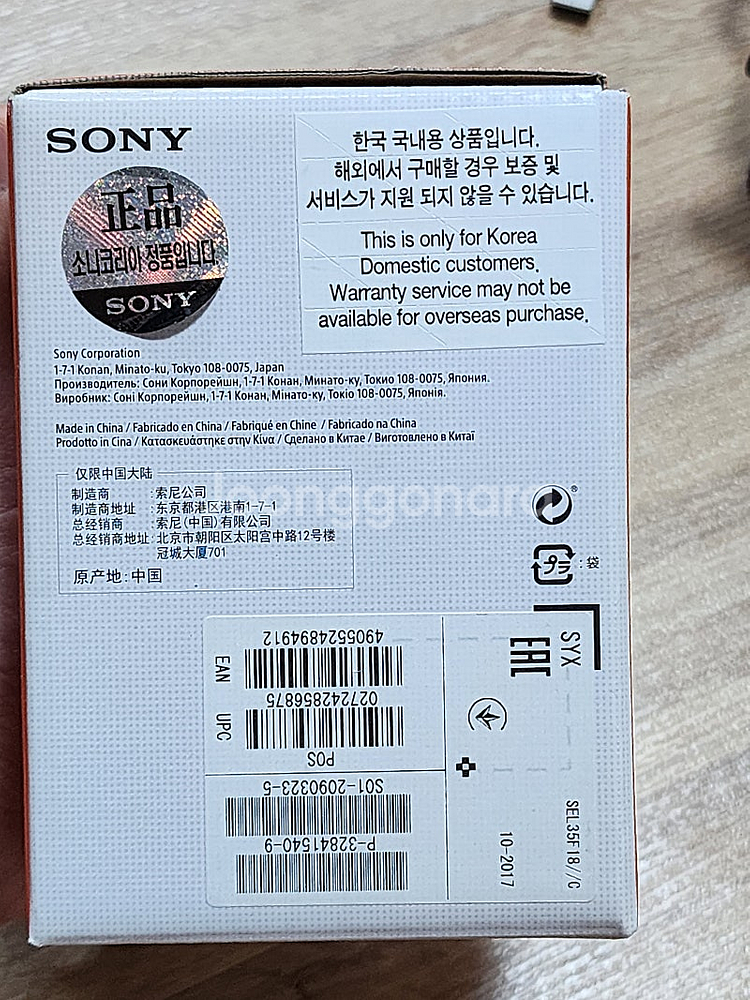 SONY
正品
소니코리아 정품입니다.
SONY
한국 국내용 상품입니다.
해외에서 구매할 경우 보증 및
서비스가 지원 되지 않을 수 있습니다.
This is only for Korea
Domestic customers.
Warranty service may not be
available for overseas purchase.
Sony Corporation
1-7-1 Konan, Minato-ku, Tokyo 108-0075, Japan
Производитель: Сони Корпорейшн, 1-7-1 Конан, Минато-ку, Токио 108-0075, Япония.
Виробник: Соні Корпорейшн, 1-7-1 Конан, Мінато-ку, Токіо 108-0075, Японія.
Made in China / Fabricado en China / Fabriqué en Chine / Fabricado na China
Prodotto in Cina / Κατασκευάστηκε στην Κίνα / Сделано в Китае / Виготовлено в Китаї
仅限中国大陆
制造商 :索尼公司
制造商地址 :东京都港区港南1-7-1
总经销商 :索尼(中国)有限公司
总经销商地址:北京市朝阳区太阳宫中路12号楼
冠城大厦701
原产地:中国
joonggonara
プラ :袋
4905524894912
EAN
027242856875
UPC
POS
S01-2090323-5
P-32841540-9
SYX
EAC
SEL35F18//C
10-2017